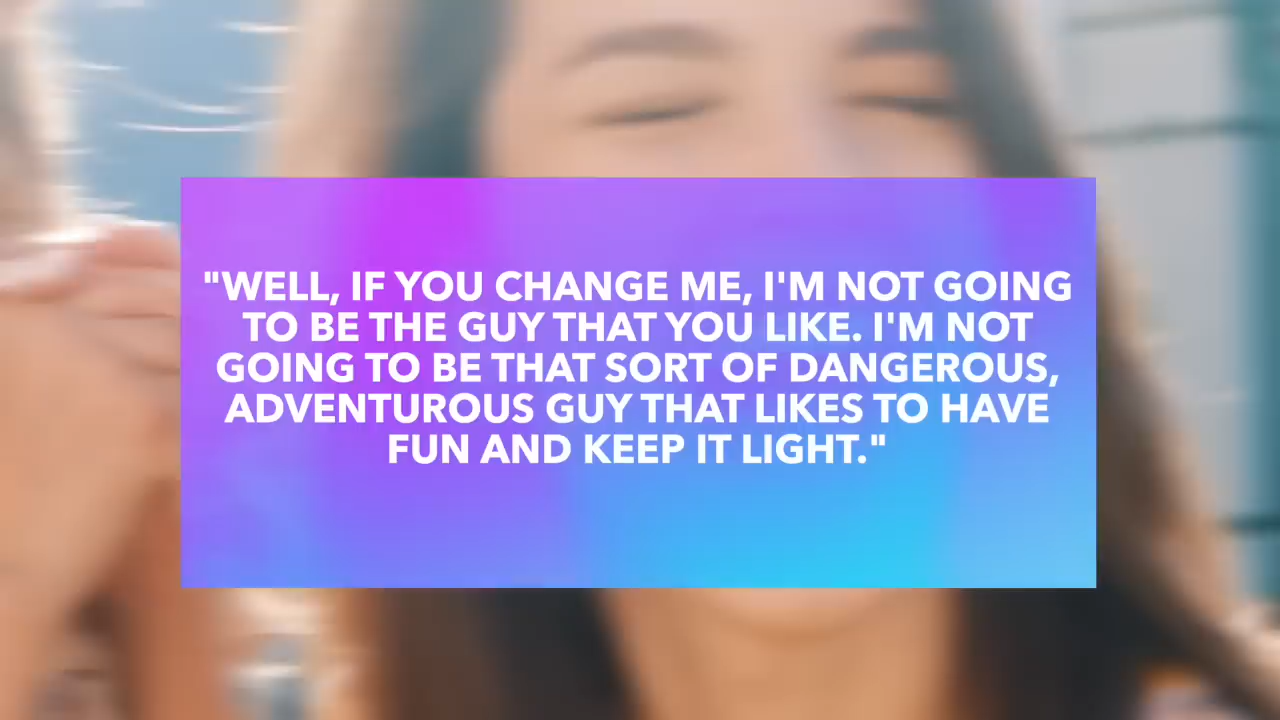 "WELL, IF YOU CHANGE ME, I'M NOT GOING
TO BE THE GUY THAT YOU LIKE. I'M NOT
GOING TO BE THAT SORT OF DANGEROUS,
ADVENTUROUS GUY THAT LIKES TO HAVE
FUN AND KEEP IT LIGHT."